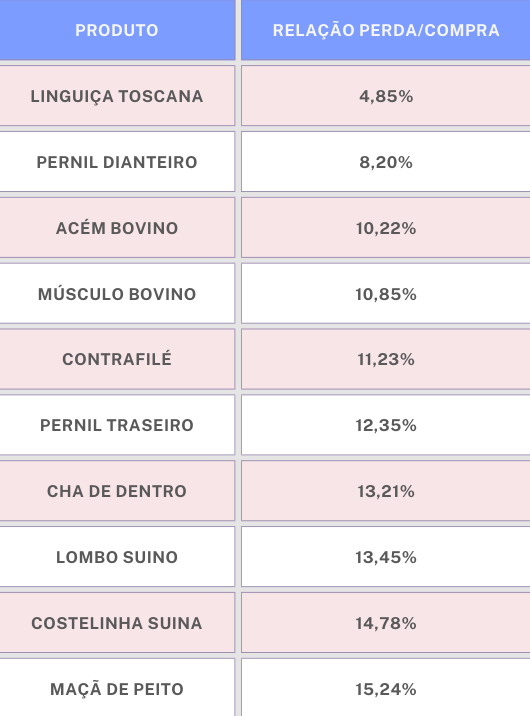 PRODUTO RELAÇÃO PERDA/COMPRA
LINGUIÇA TOSCANA 4,85%
PERNIL DIANTEIRO 8,20%
ACÉM BOVINO 10,22%
MÚSCULO BOVINO 10,85%
CONTRAFILÉ 11,23%
PERNIL TRASEIRO 12,35%
CHA DE DENTRO 13,21%
LOMBO SUINO 13,45%
COSTELINHA SUINA 14,78%
MAÇÃ DE PEITO 15,24%